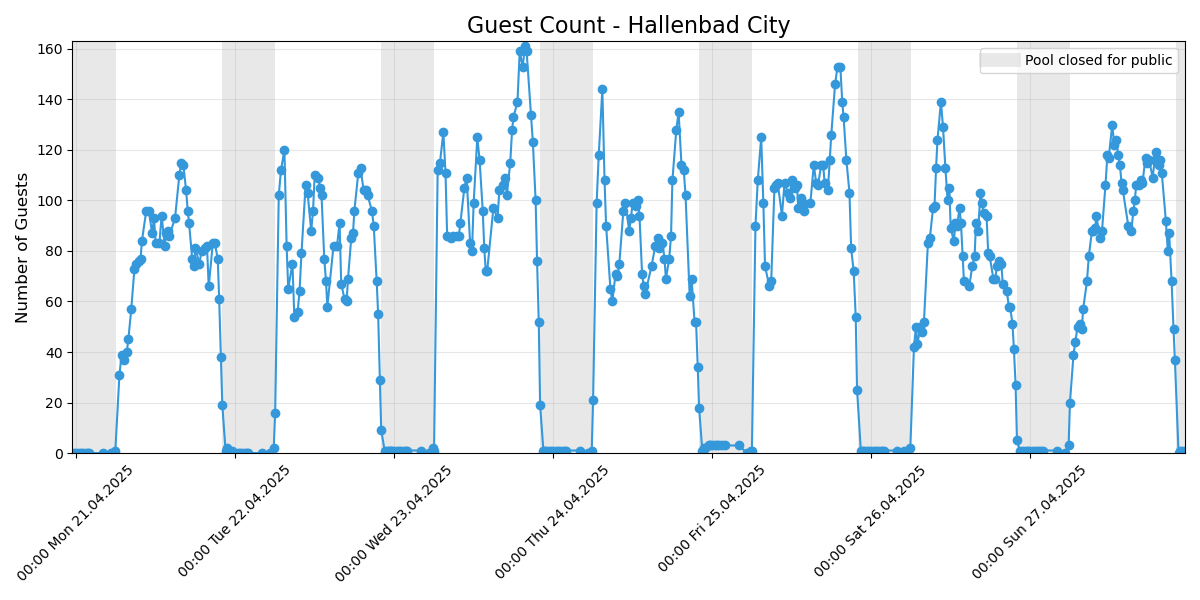 Guest Count - Hallenbad City
Pool closed for public
Number of Guests
160
140
120
100
80
60
40
20
0
00:00 Mon 21.04.2025
00:00 Tue 22.04.2025
00:00 Wed 23.04.2025
00:00 Thu 24.04.2025
00:00 Fri 25.04.2025
00:00 Sat 26.04.2025
00:00 Sun 27.04.2025